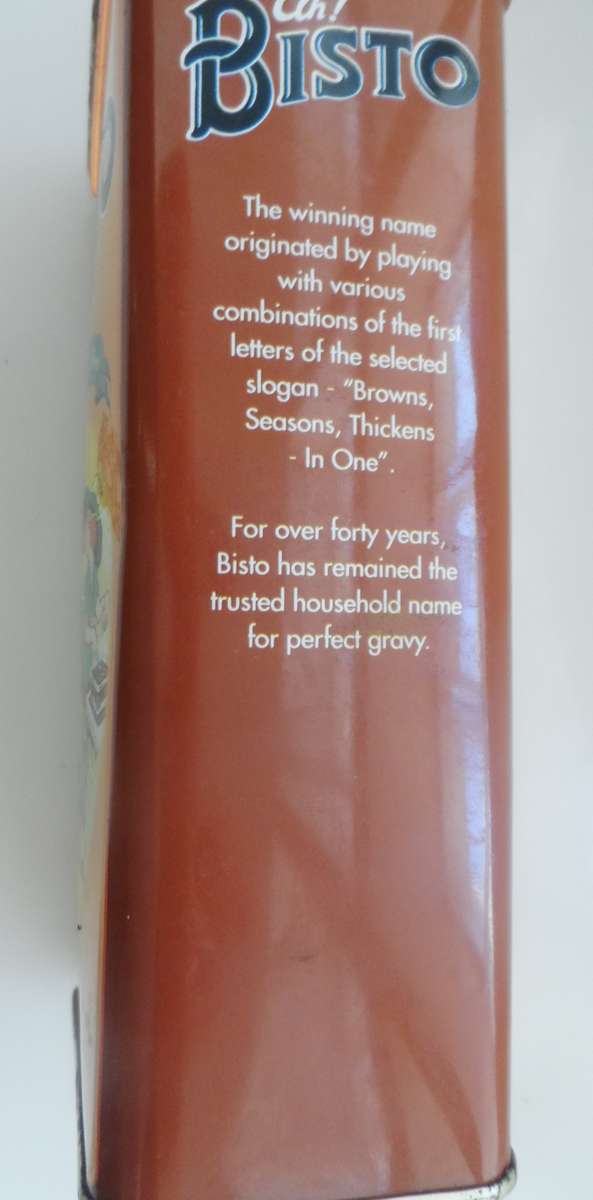 Aah!
BISTO
The winning name
originated by playing
with various
combinations of the first
letters of the selected
slogan - "Browns,
Seasons, Thickens
- In One".
For over forty years,
Bisto has remained the
trusted household name
for perfect gravy.